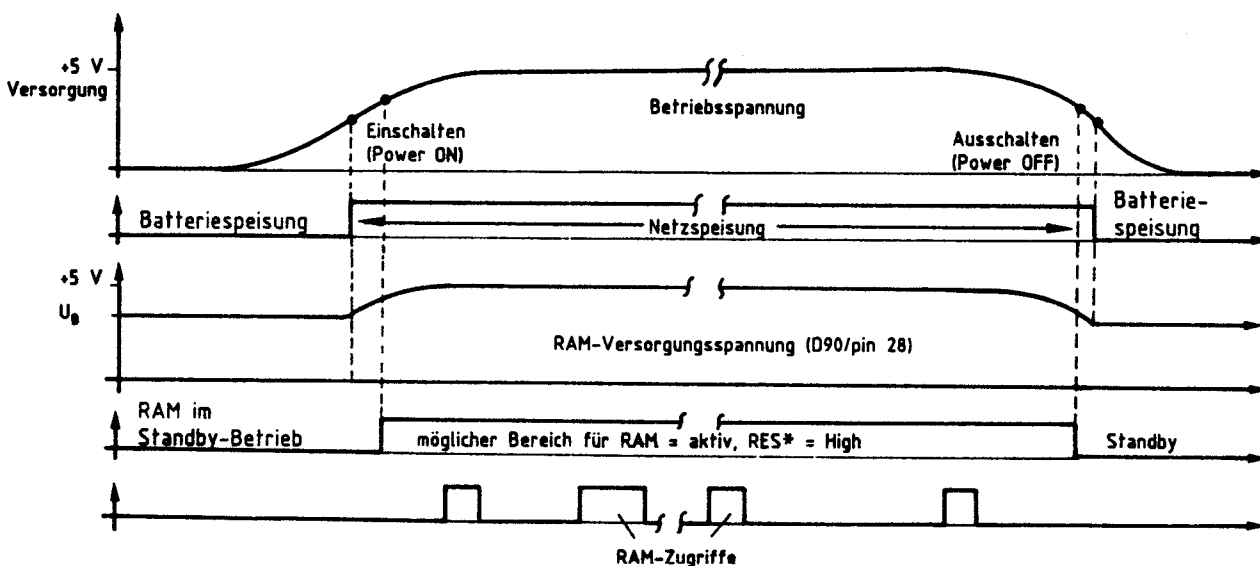 +5 V
Versorgung
Betriebsspannung
Einschalten
(Power ON)
Ausschalten
(Power OFF)
Batteriespeisung
Netzspeisung
Batterie-
speisung
+5 V
UB
RAM-Versorgungsspannung (D90/pin 28)
RAM im
Standby-Betrieb
möglicher Bereich für RAM = aktiv, RES* = High
Standby
RAM-Zugriffe